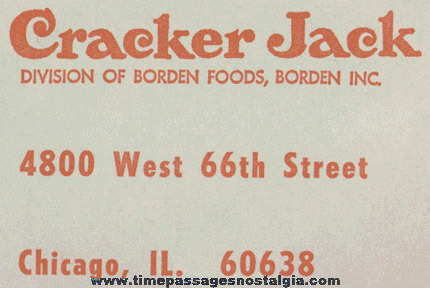 Cracker Jack
DIVISION OF BORDEN FOODS, BORDEN INC.
4800 West 66th Street
Chicago, IL. 60638
www.timepassagesnostalgia.com